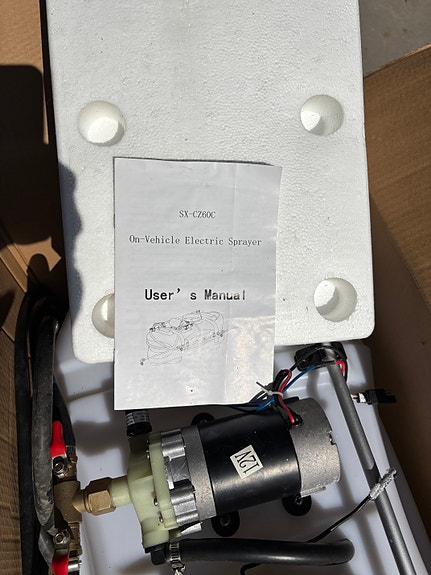 SX-CZ60C
On-Vehicle Electric Sprayer
User's Manual
12V